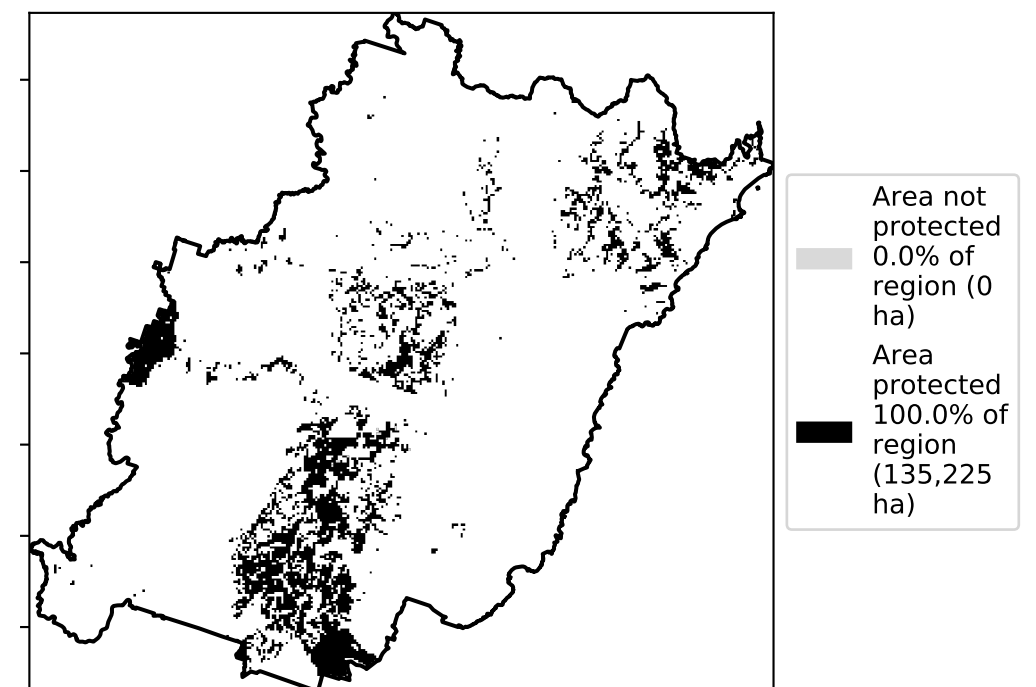 Area not
protected
0.0% of
region (0
ha)
Area
protected
100.0% of
region
(135,225
ha)